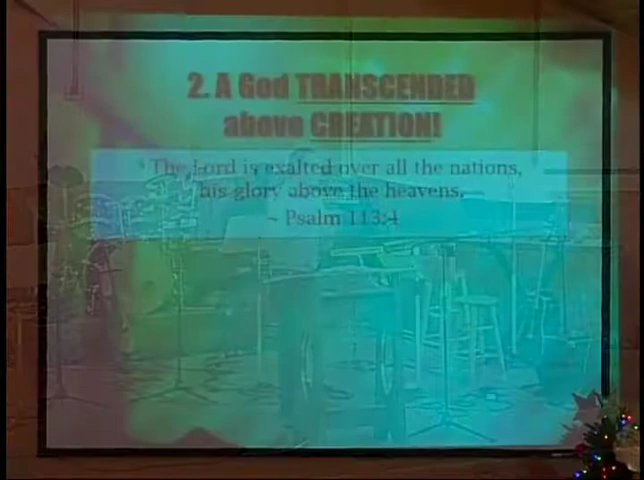 2. A God TRANSCENDED
above CREATION!
⁴ The Lord is exalted over all the nations,
his glory above the heavens.
~ Psalm 113:4